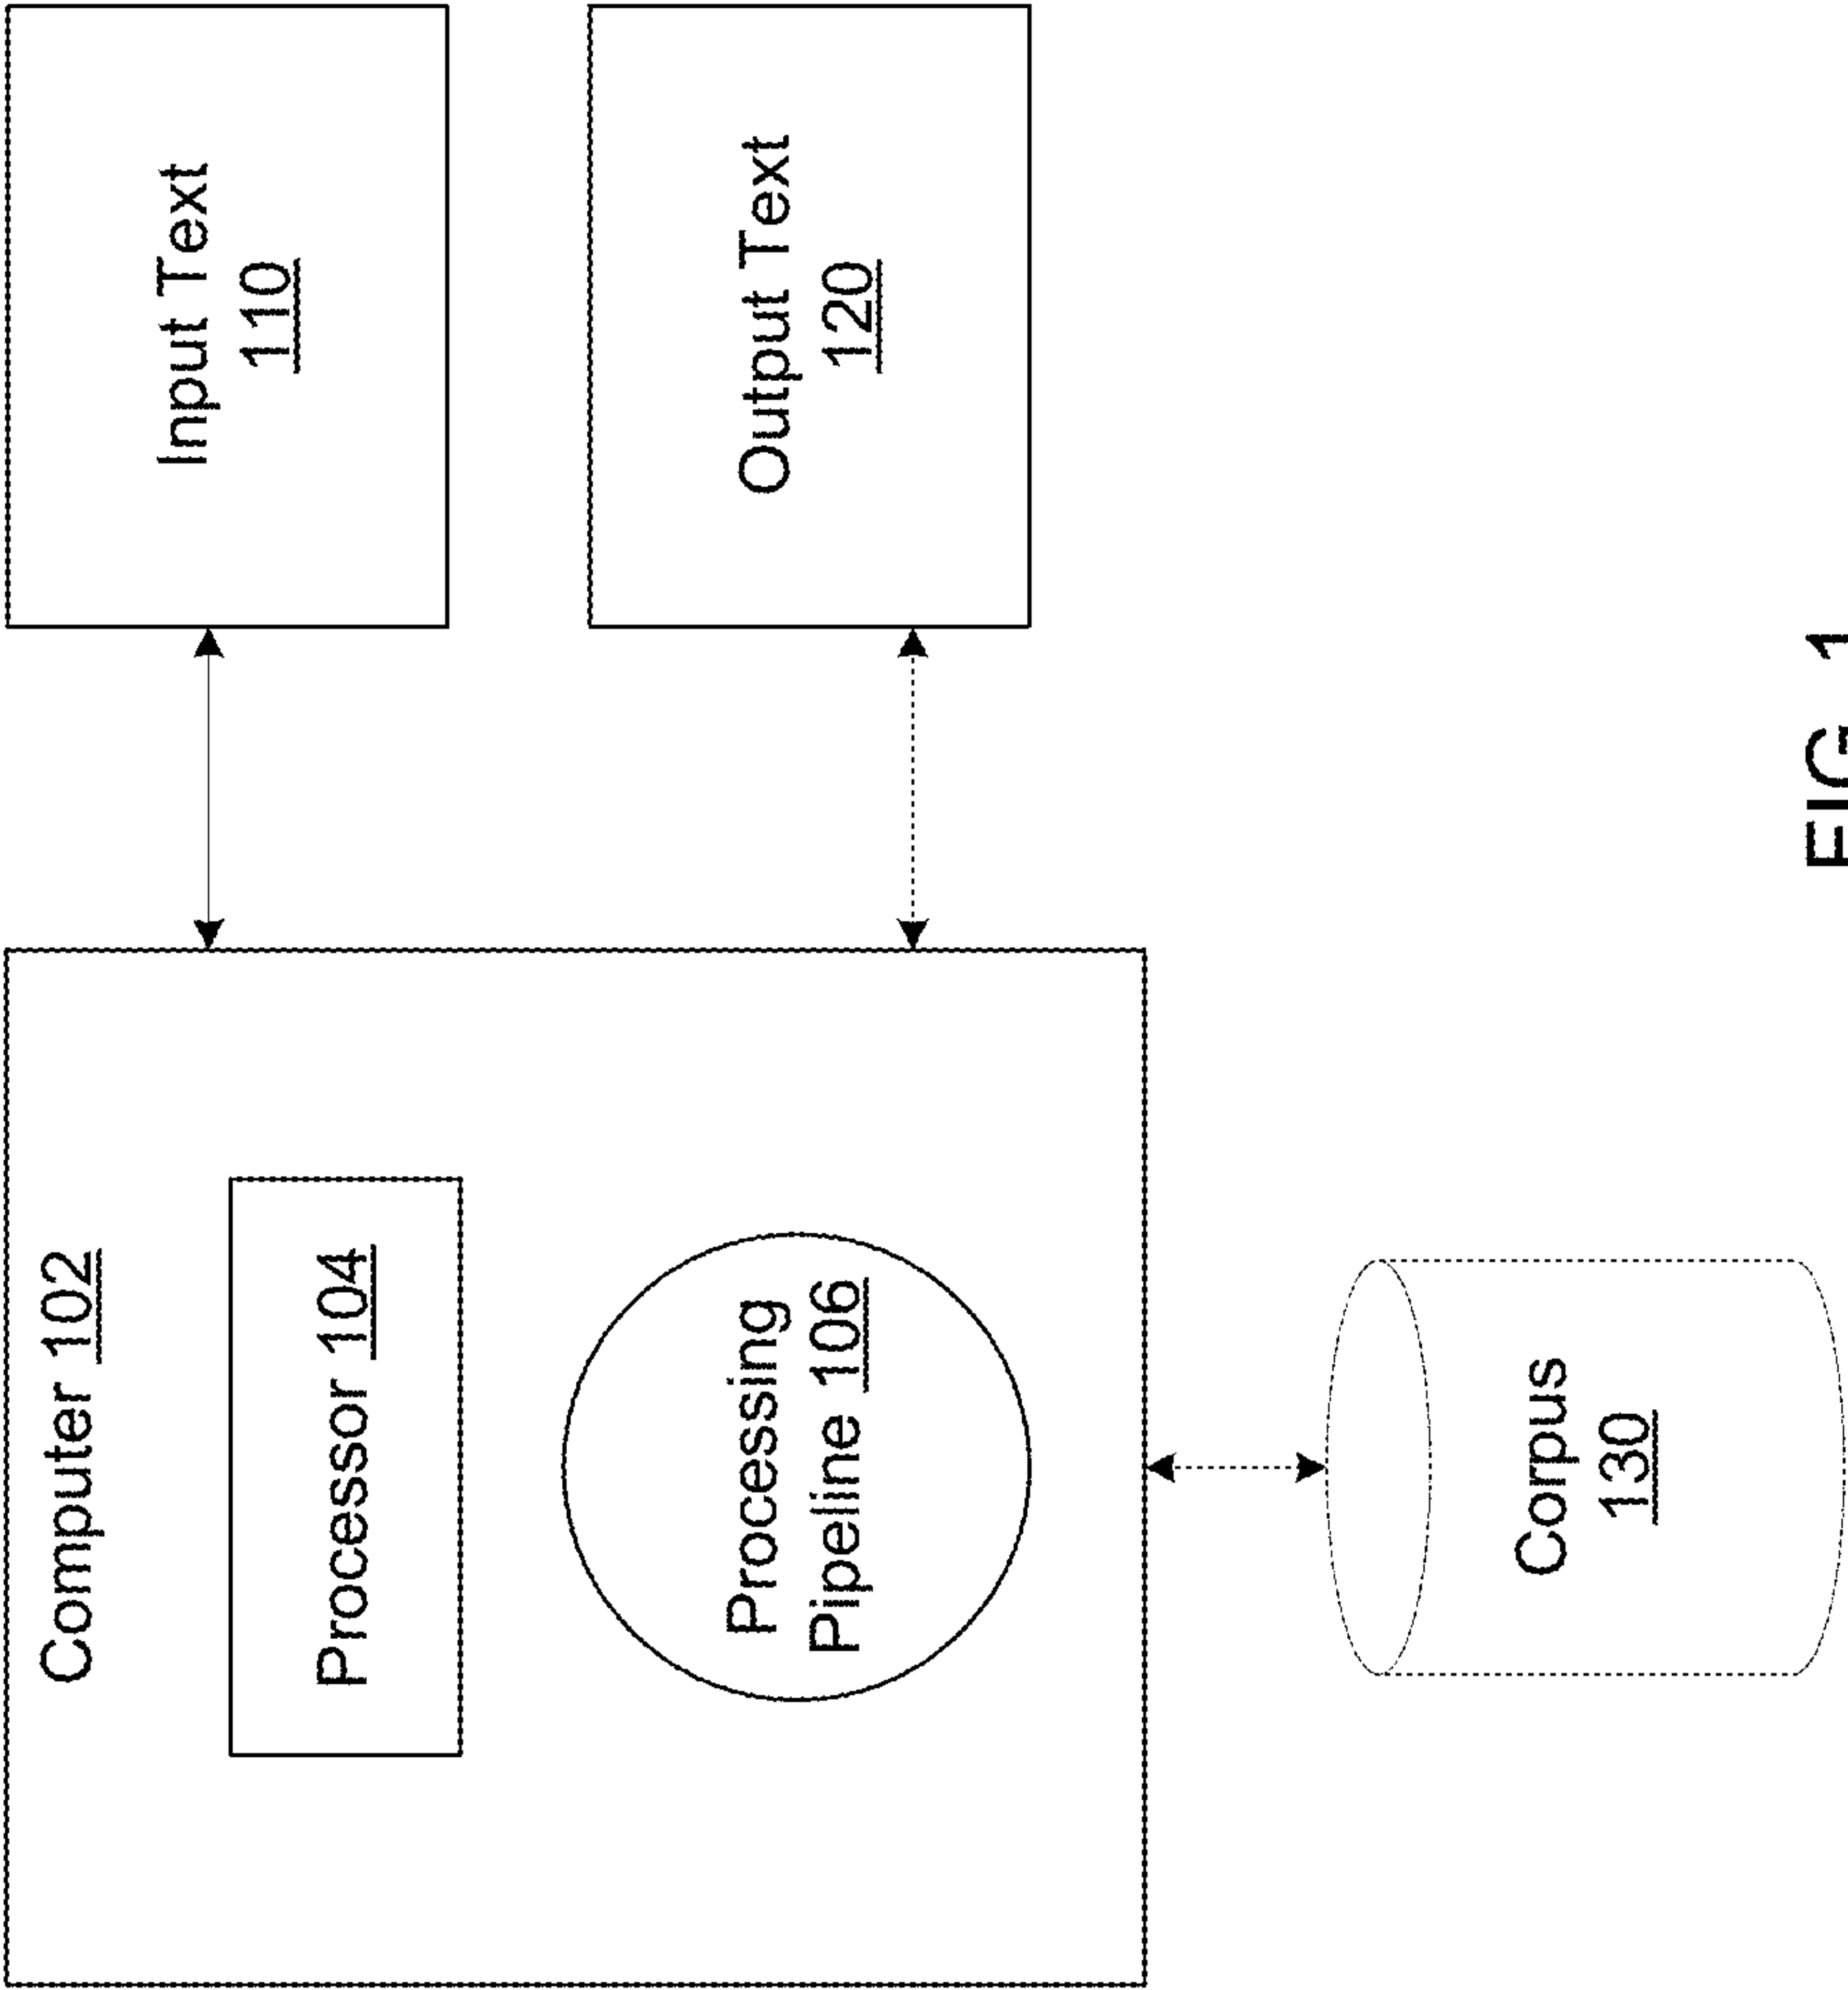 Computer 102
Processor 104
Processing
Pipeline 106
Input Text
110
Output Text
120
Corpus
130
FIG. 1